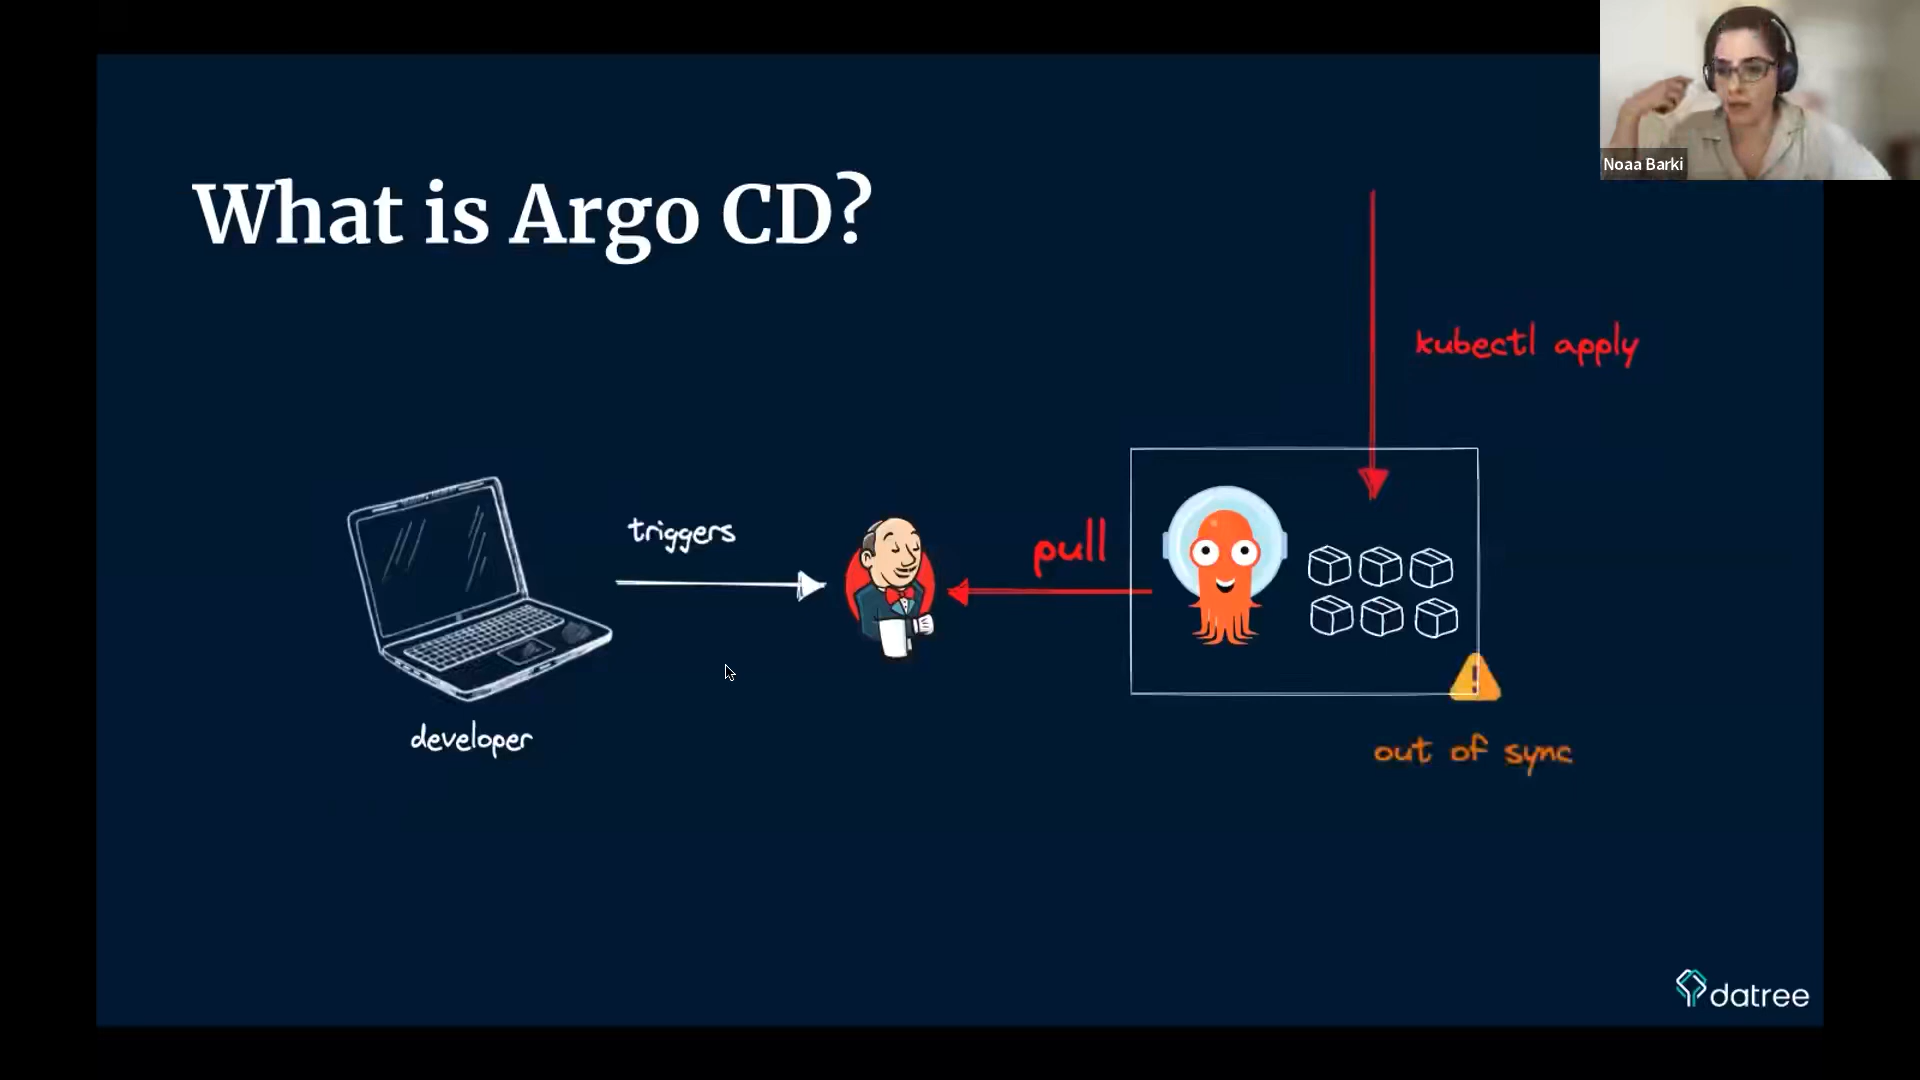 Noaa Barki
What is Argo CD?
kubectl apply
triggers
pull
developer
out of sync
datree